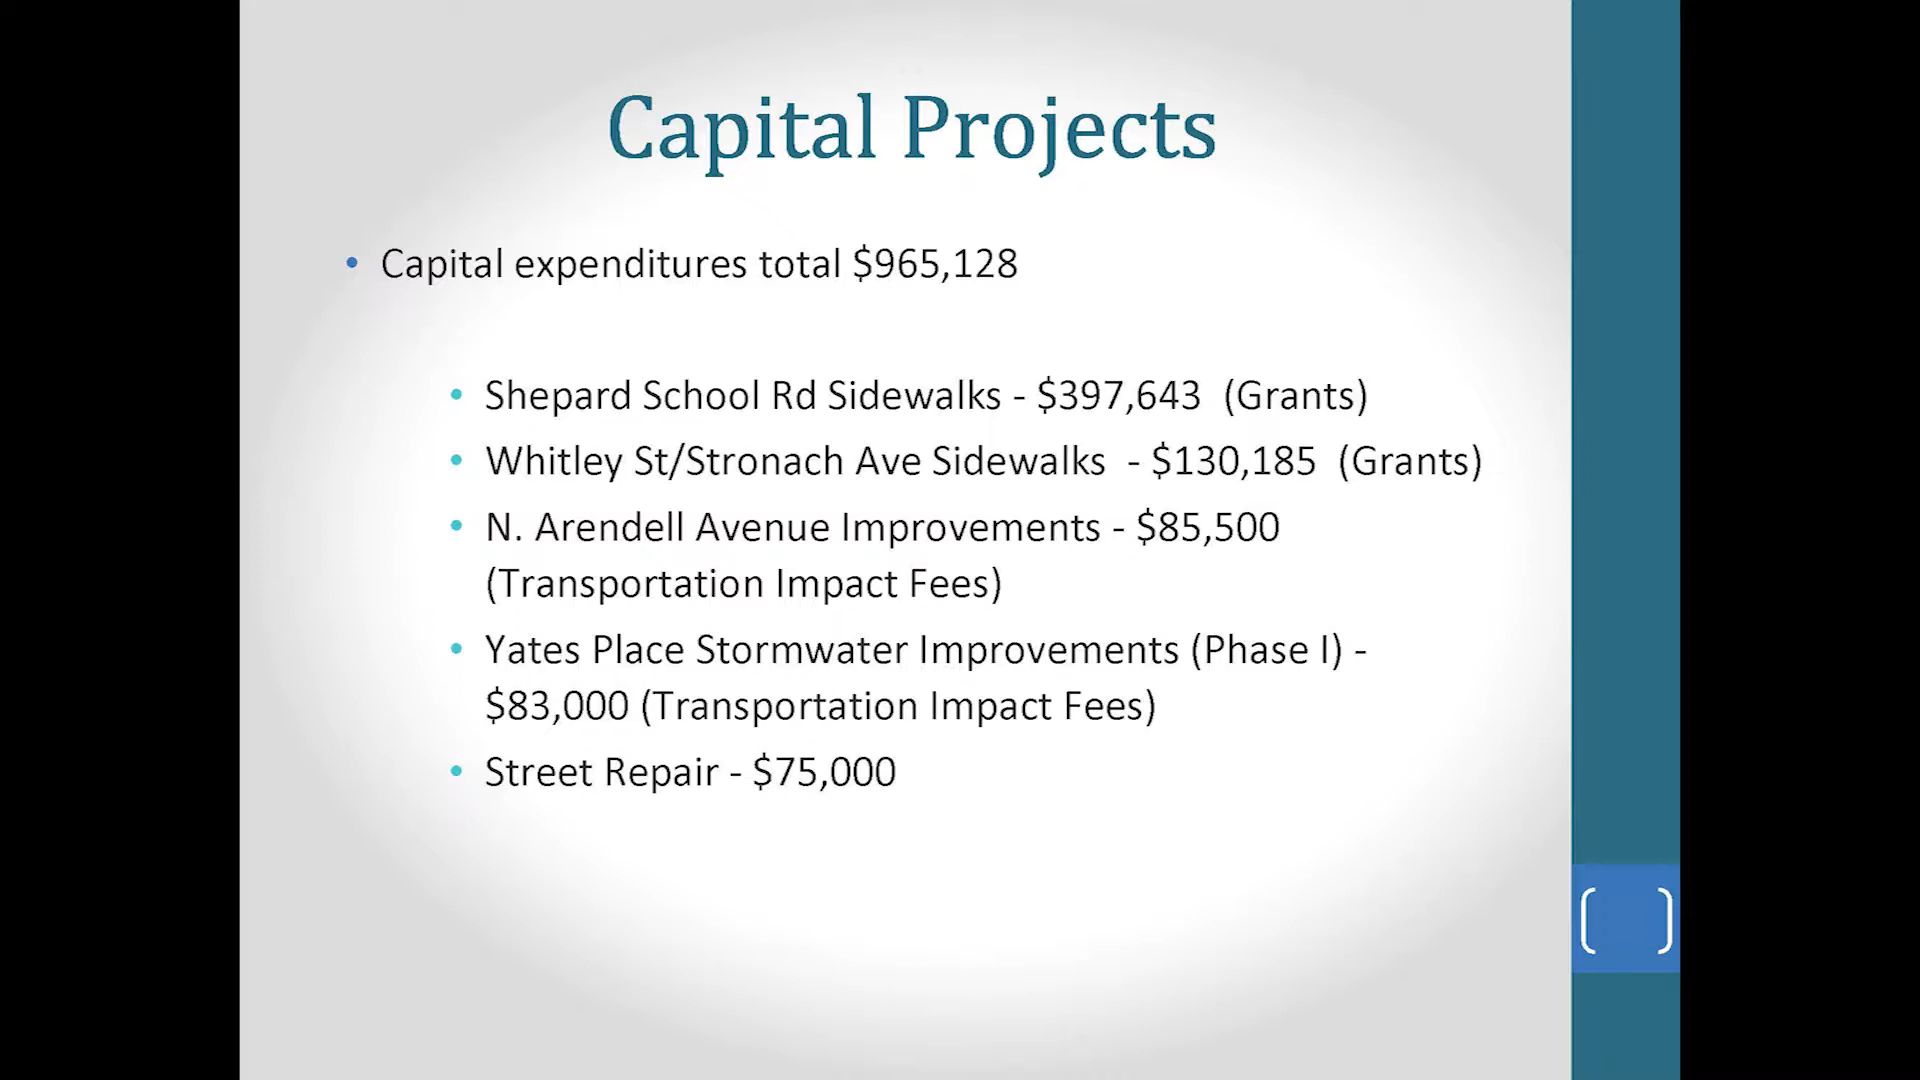 Capital Projects
• Capital expenditures total $965,128
• Shepard School Rd Sidewalks - $397,643 (Grants)
• Whitley St/Stronach Ave Sidewalks - $130,185 (Grants)
• N. Arendell Avenue Improvements - $85,500
(Transportation Impact Fees)
• Yates Place Stormwater Improvements (Phase I) -
$83,000 (Transportation Impact Fees)
• Street Repair - $75,000